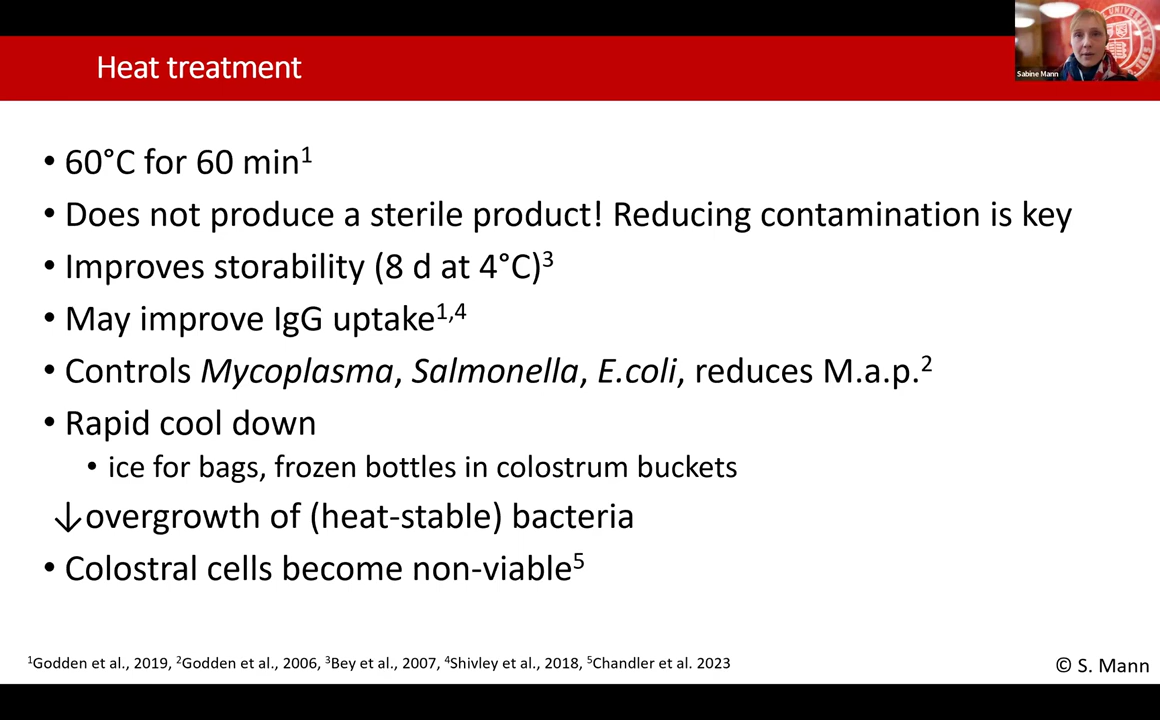 Heat treatment
Sabine Mann
• 60°C for 60 min¹
• Does not produce a sterile product! Reducing contamination is key
• Improves storability (8 d at 4°C)³
• May improve IgG uptake¹,⁴
• Controls Mycoplasma, Salmonella, E.coli, reduces M.a.p.²
• Rapid cool down
• ice for bags, frozen bottles in colostrum buckets
↓overgrowth of (heat-stable) bacteria
• Colostral cells become non-viable⁵
¹Godden et al., 2019, ²Godden et al., 2006, ³Bey et al., 2007, ⁴Shivley et al., 2018, ⁵Chandler et al. 2023
© S. Mann